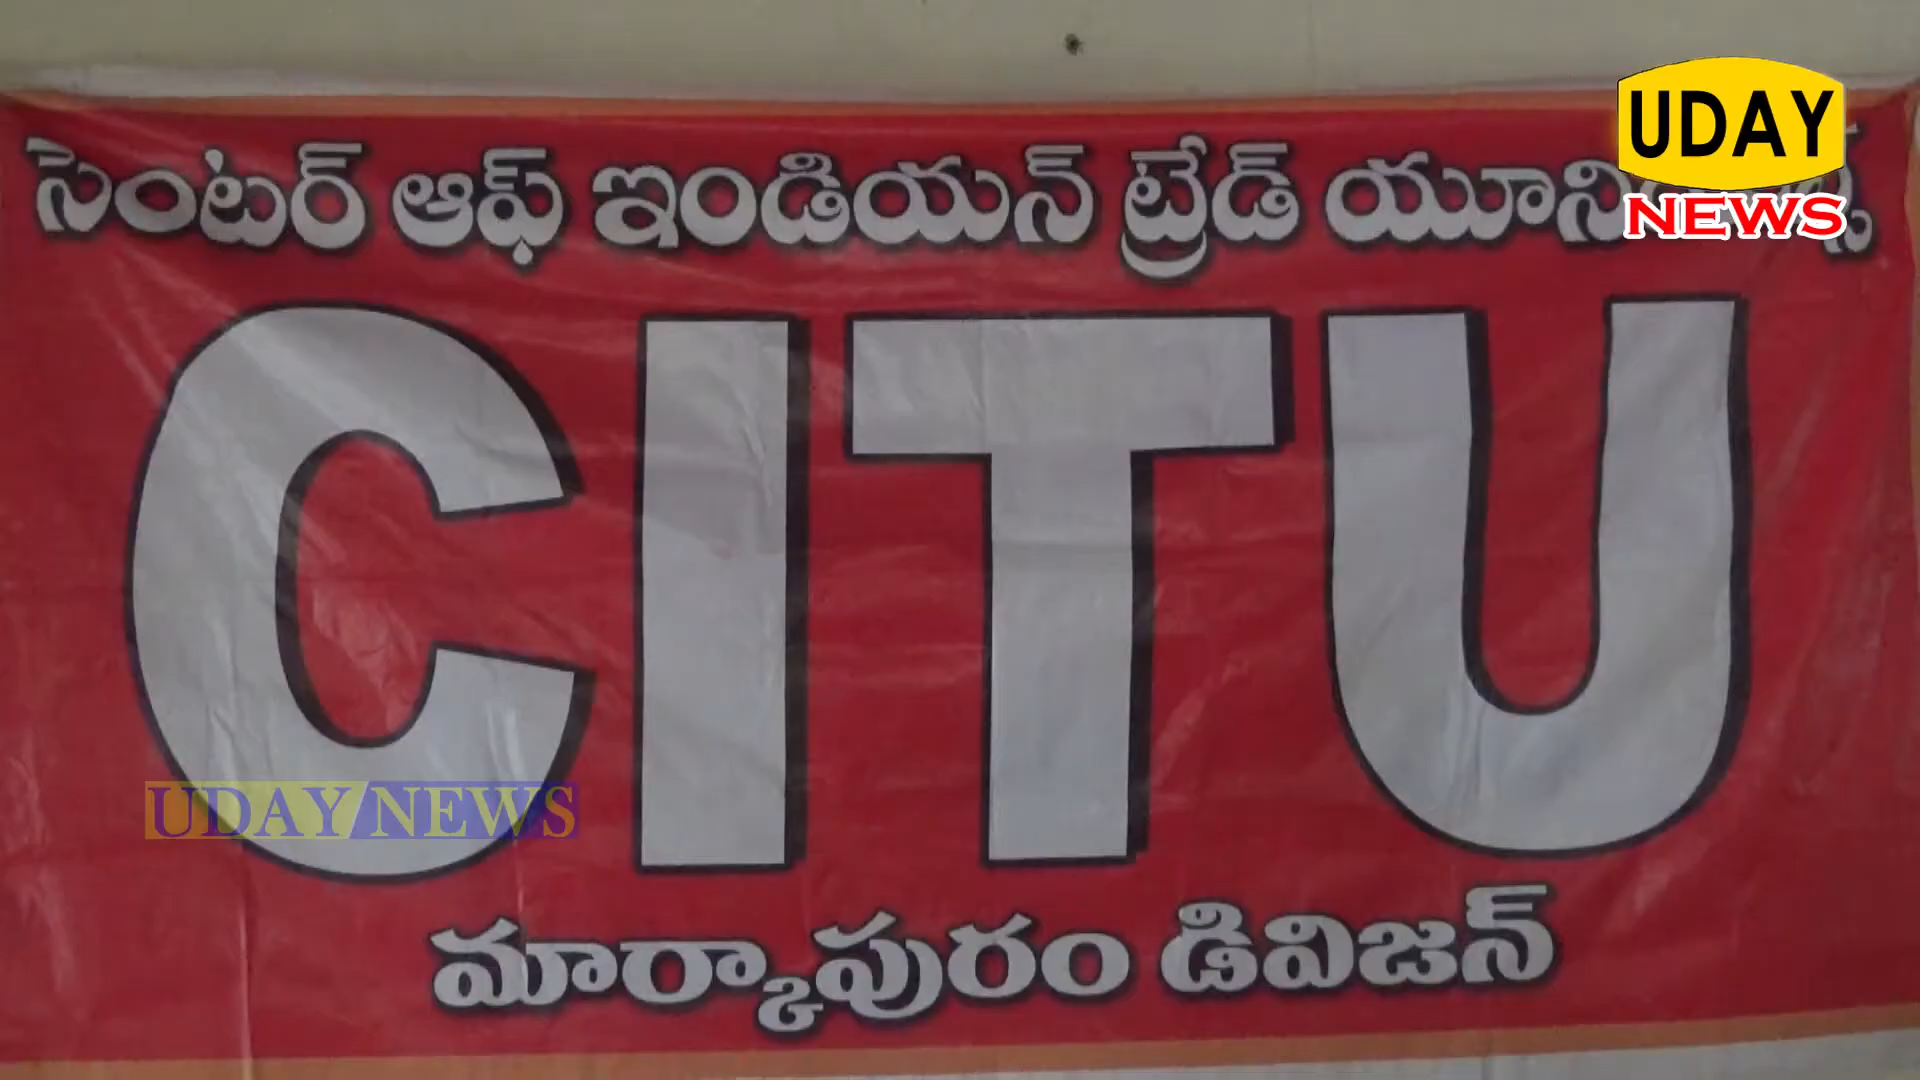 సెంటర్ ఆఫ్ ఇండియన్ ట్రేడ్
UDAY
NEWS
CITU
UDAY NEWS
మార్కాపురం డివిజన్